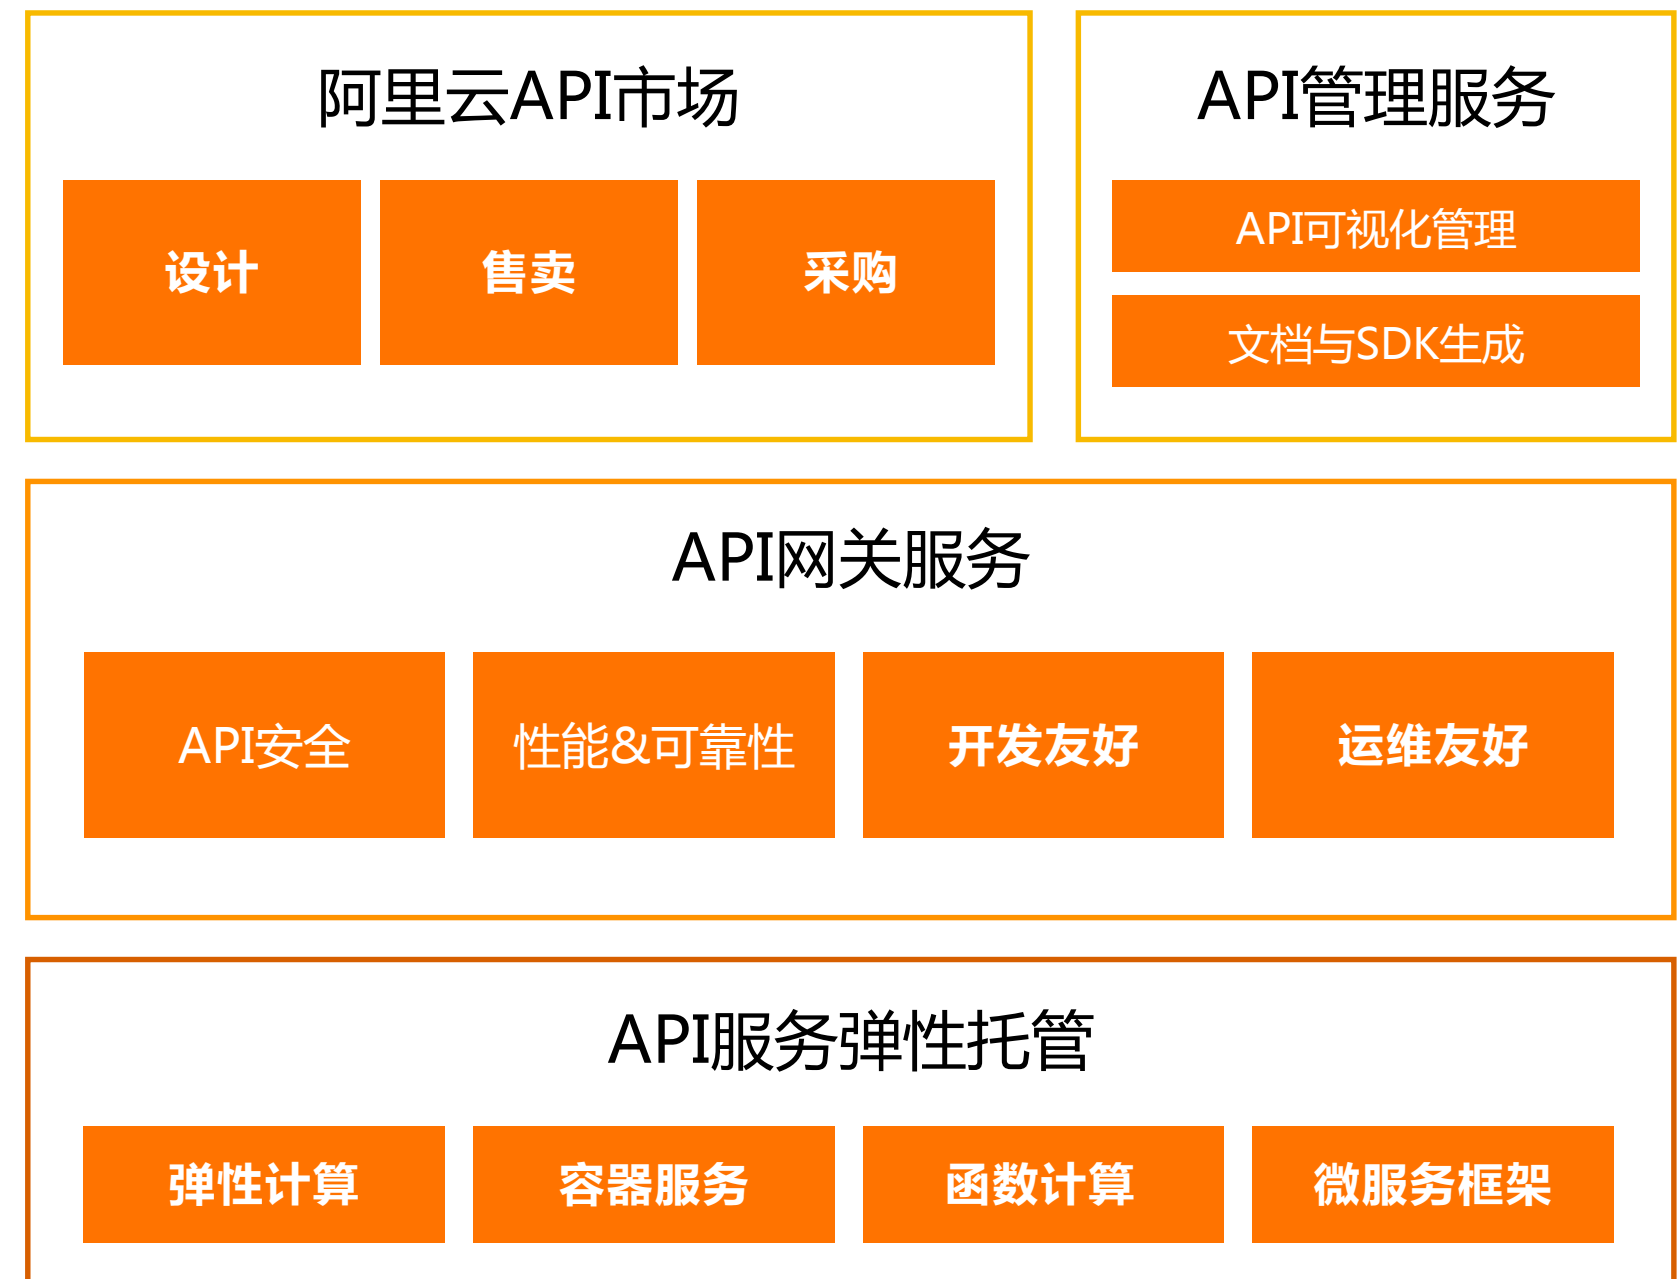 阿里云API市场
设计
售卖
采购
API管理服务
API可视化管理
文档与SDK生成
API网关服务
API安全
性能&可靠性
开发友好
运维友好
API服务弹性托管
弹性计算
容器服务
函数计算
微服务框架